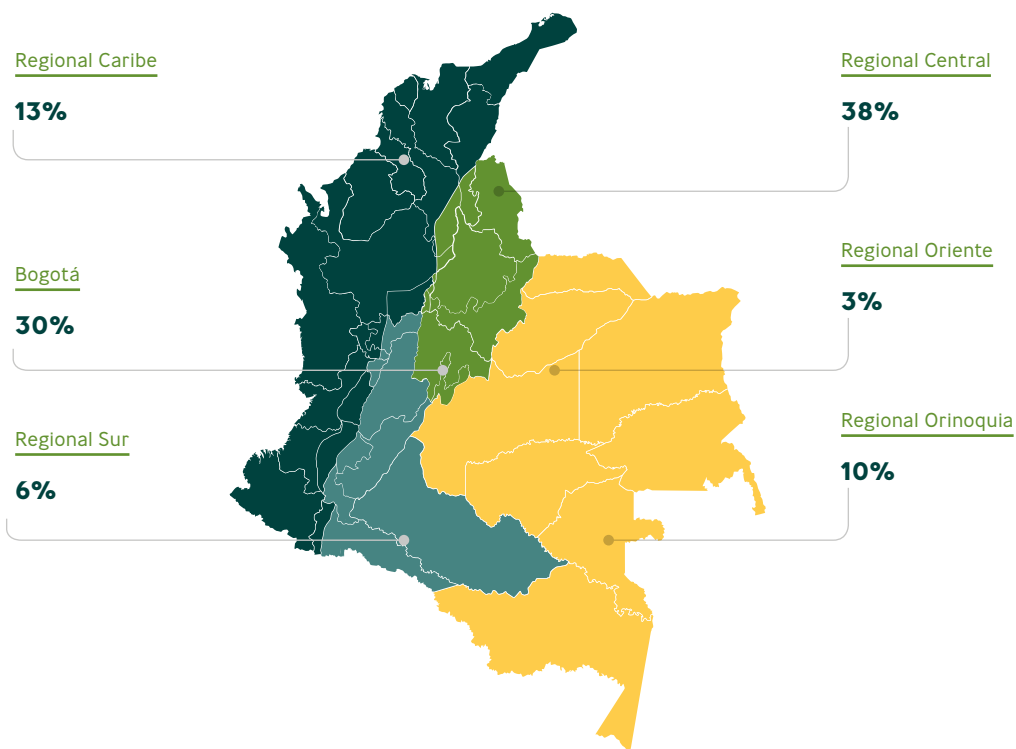 Regional Caribe
13%
Bogotá
30%
Regional Sur
6%
Regional Central
38%
Regional Oriente
3%
Regional Orinoquia
10%